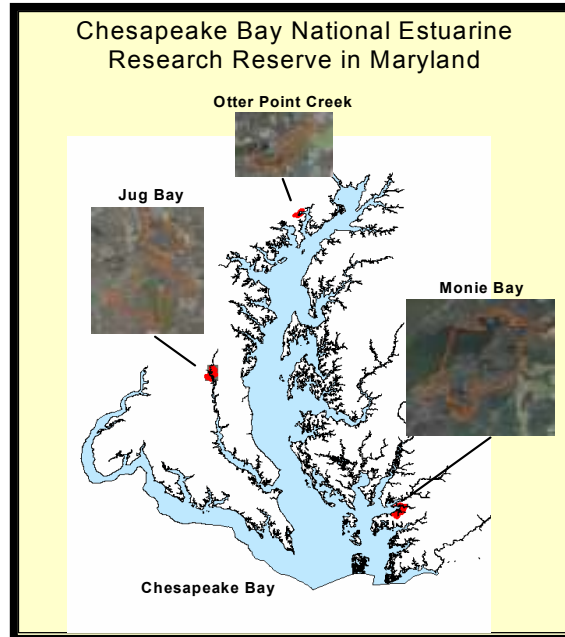 Chesapeake Bay National Estuarine
Research Reserve in Maryland
Otter Point Creek
Jug Bay
Monie Bay
Chesapeake Bay